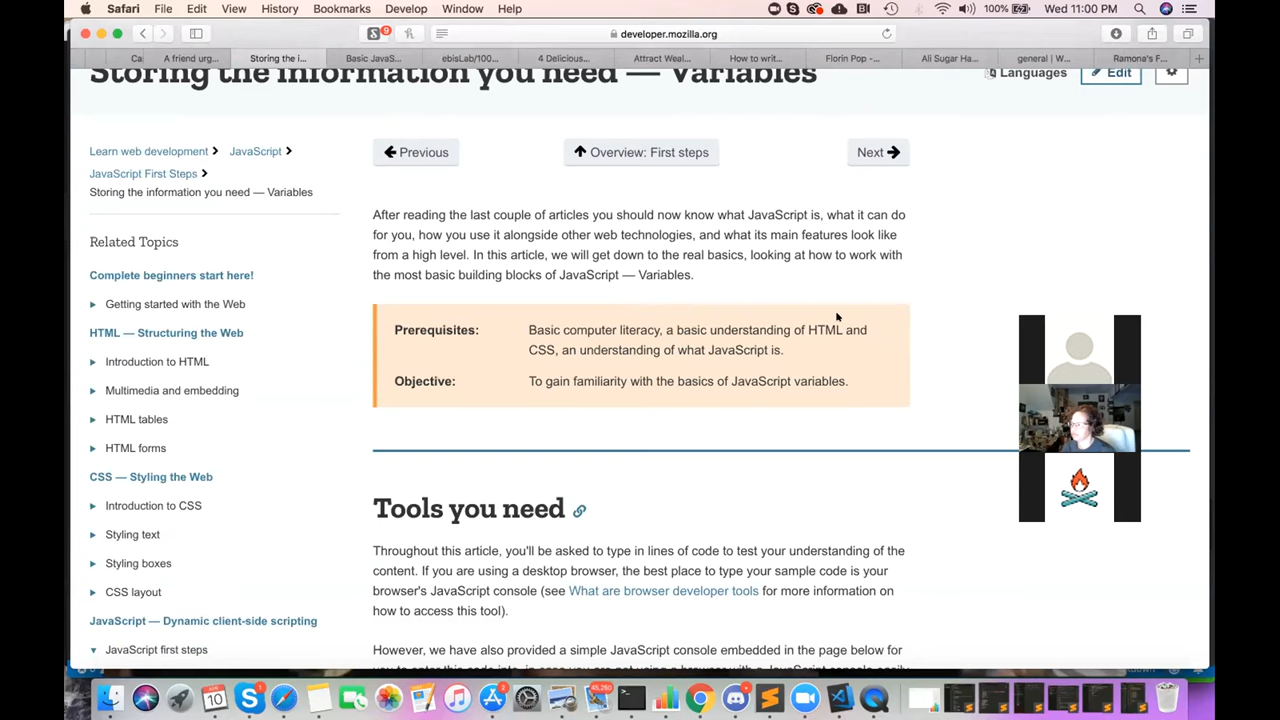 Safari File Edit View History Bookmarks Develop Window Help 100% Wed 11:00 PM
9 developer.mozilla.org
Ca A friend urg... Storing the i... Basic JavaS... ebisLab/100... 4 Delicious... Attract Weal... How to writ... Florin Pop -... Ali Sugar Ha... general | W... Ramona's F...
Storing the information you need — Variables
Languages Edit
Learn web development JavaScript
JavaScript First Steps
Storing the information you need — Variables
Related Topics
Complete beginners start here!
Getting started with the Web
HTML — Structuring the Web
Introduction to HTML
Multimedia and embedding
HTML tables
HTML forms
CSS — Styling the Web
Introduction to CSS
Styling text
Styling boxes
CSS layout
JavaScript — Dynamic client-side scripting
JavaScript first steps
Previous Overview: First steps Next
After reading the last couple of articles you should now know what JavaScript is, what it can do
for you, how you use it alongside other web technologies, and what its main features look like
from a high level. In this article, we will get down to the real basics, looking at how to work with
the most basic building blocks of JavaScript — Variables.
Prerequisites: Basic computer literacy, a basic understanding of HTML and
CSS, an understanding of what JavaScript is.
Objective: To gain familiarity with the basics of JavaScript variables.
Tools you need
Throughout this article, you'll be asked to type in lines of code to test your understanding of the
content. If you are using a desktop browser, the best place to type your sample code is your
browser's JavaScript console (see What are browser developer tools for more information on
how to access this tool).
However, we have also provided a simple JavaScript console embedded in the page below for
10